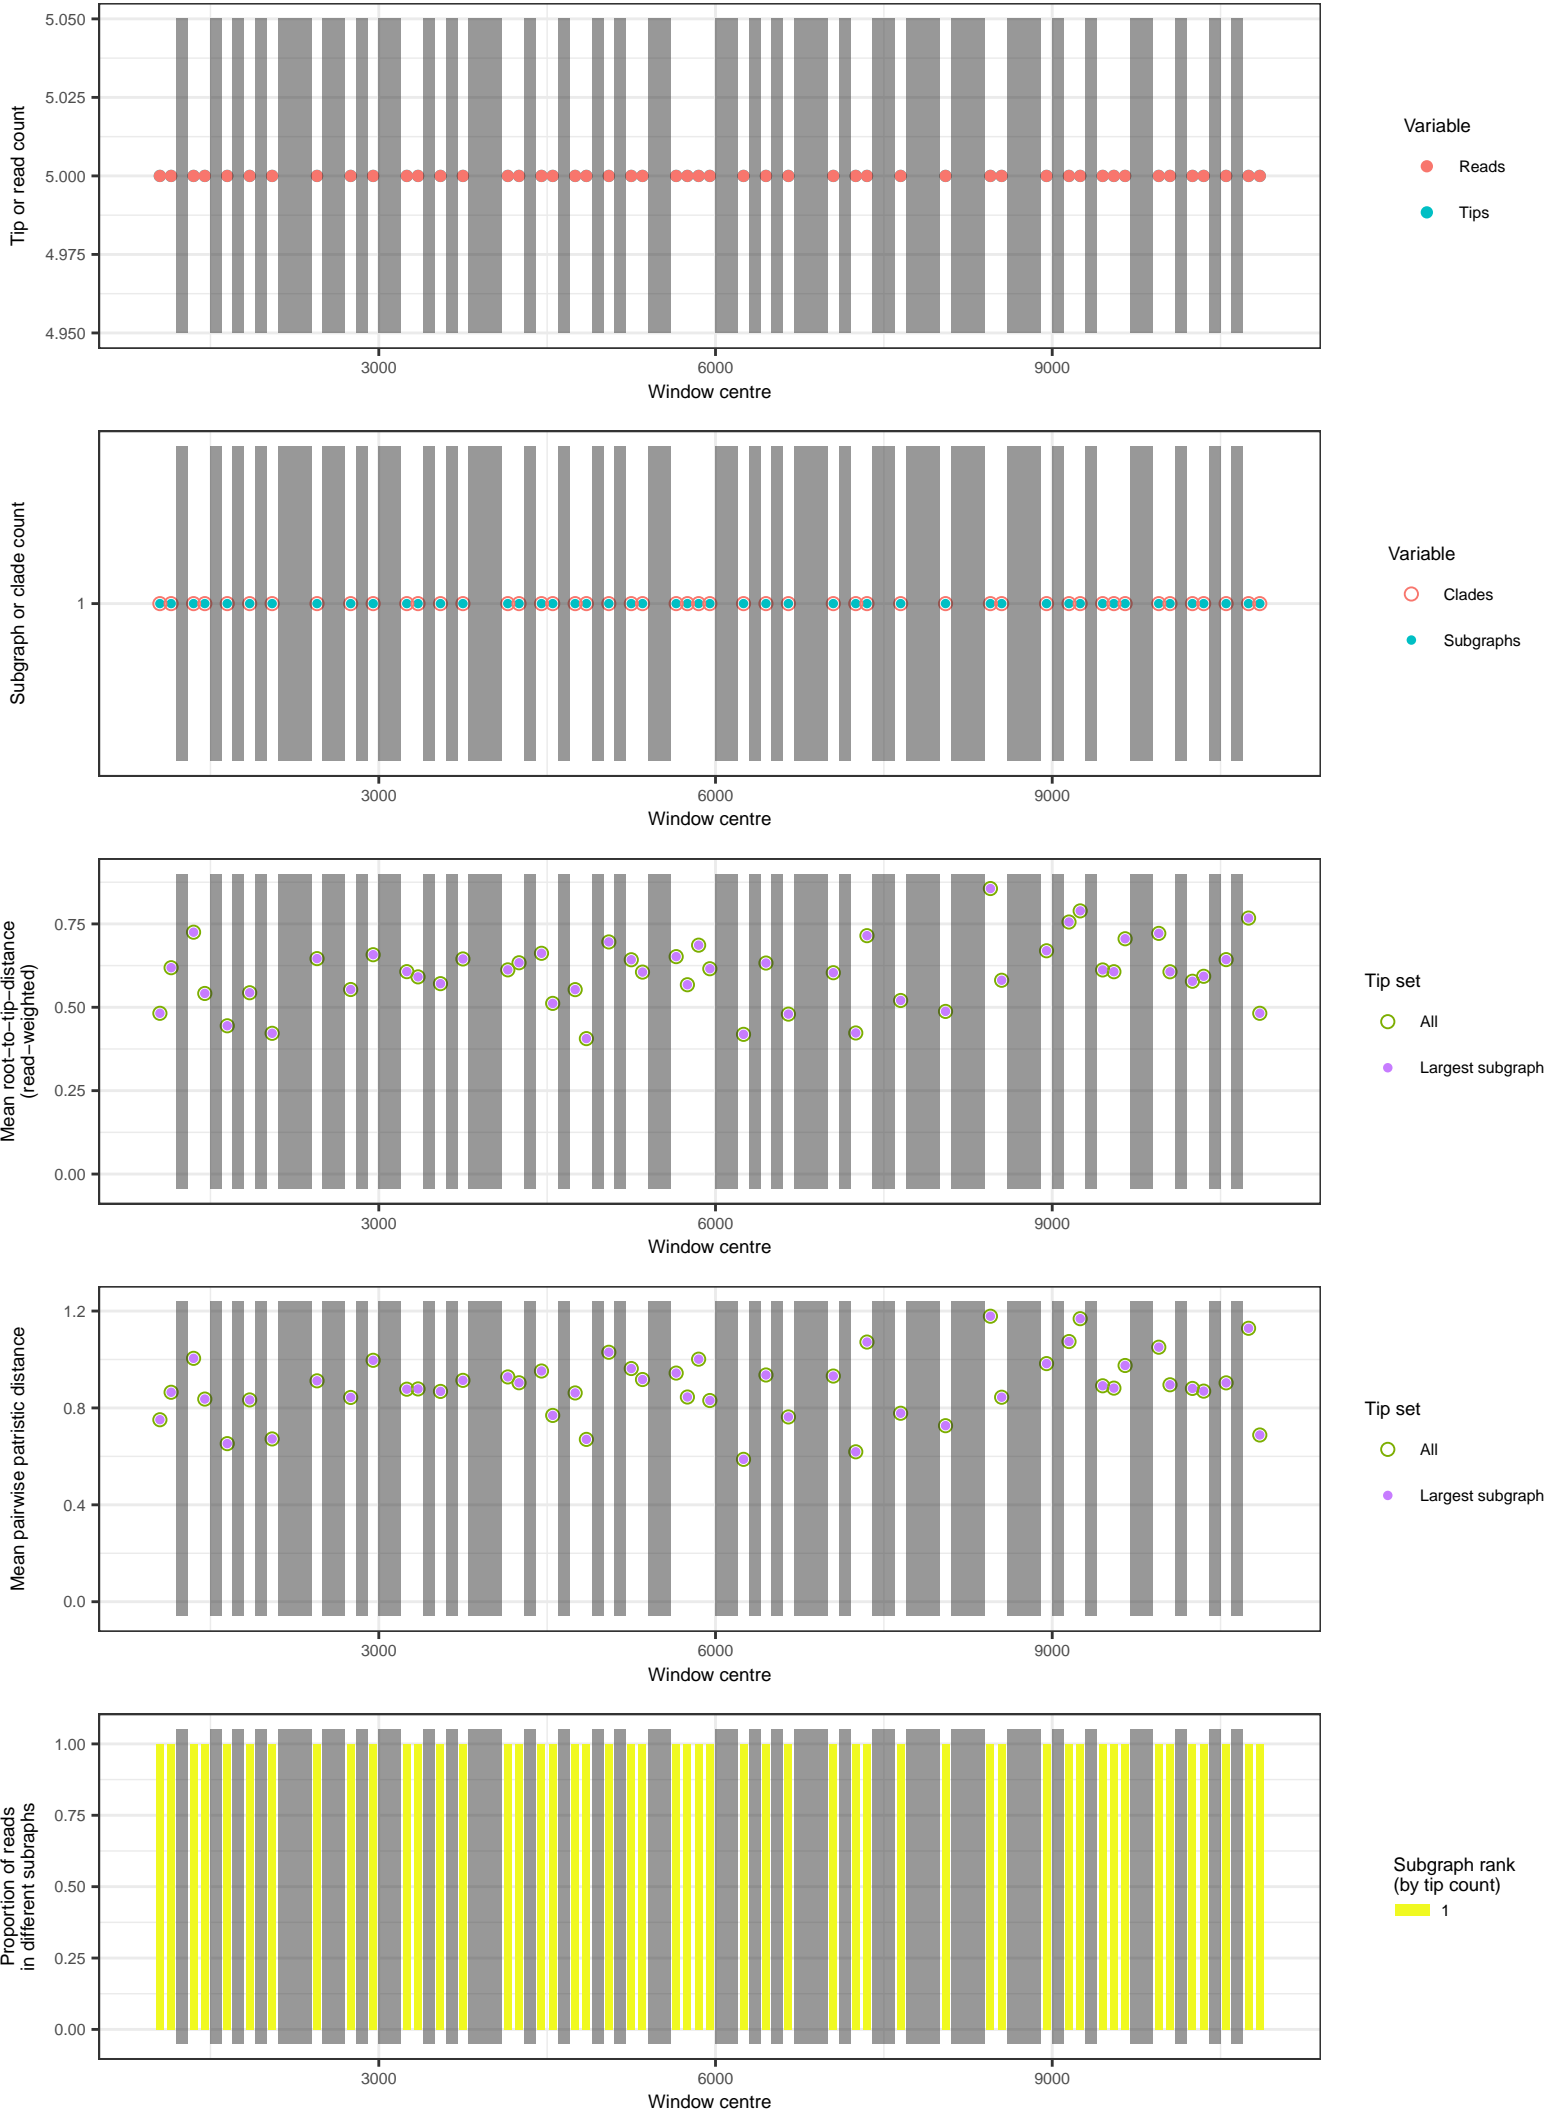 5.050
5.025
5.000
4.975
4.950
Tip or read count
3000
6000
9000
Window centre
Variable
Reads
Tips
1
Subgraph or clade count
3000
6000
9000
Window centre
Variable
Clades
Subgraphs
0.75
0.50
0.25
0.00
Mean root−to−tip−distance
(read−weighted)
3000
6000
9000
Window centre
Tip set
All
Largest subgraph
1.2
0.8
0.4
0.0
Mean pairwise patristic distance
3000
6000
9000
Window centre
Tip set
All
Largest subgraph
1.00
0.75
0.50
0.25
0.00
Proportion of reads
in different subraphs
3000
6000
9000
Window centre
Subgraph rank
(by tip count)
1